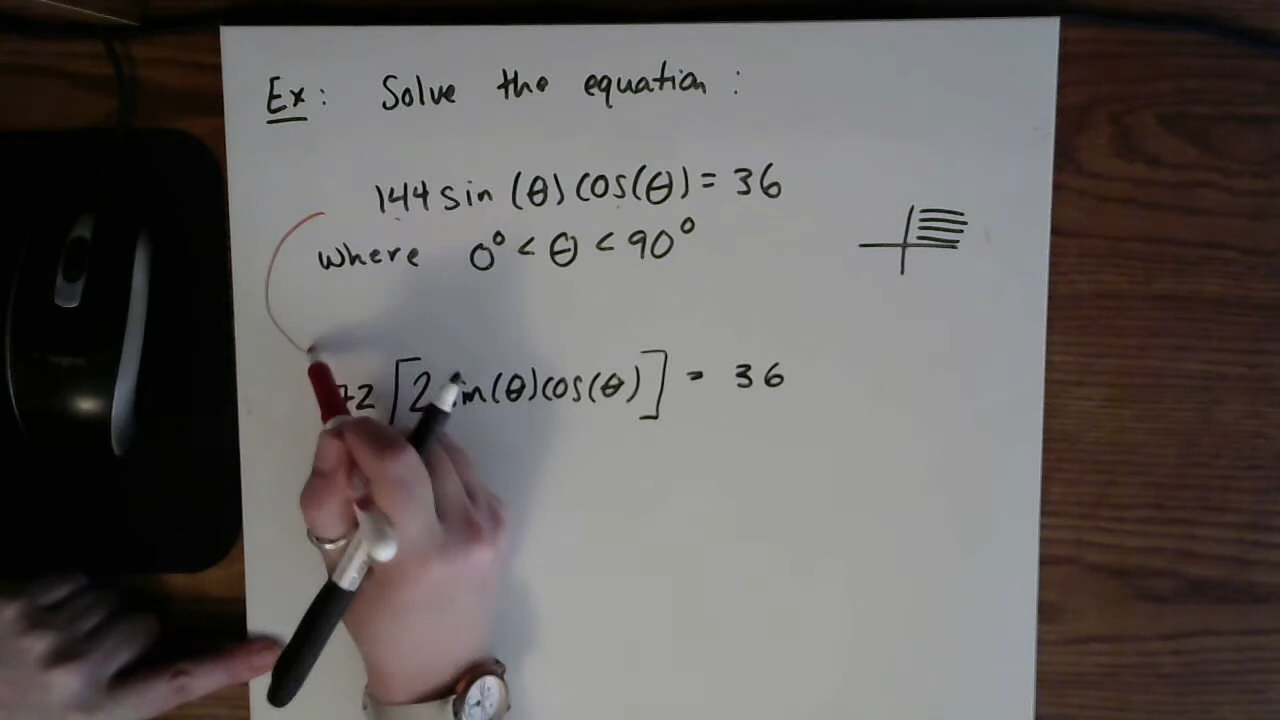 Ex: Solve the equation:
144 sin(θ)cos(θ) = 36
where 0° < θ < 90°
72[2 sin(θ)cos(θ)] = 36